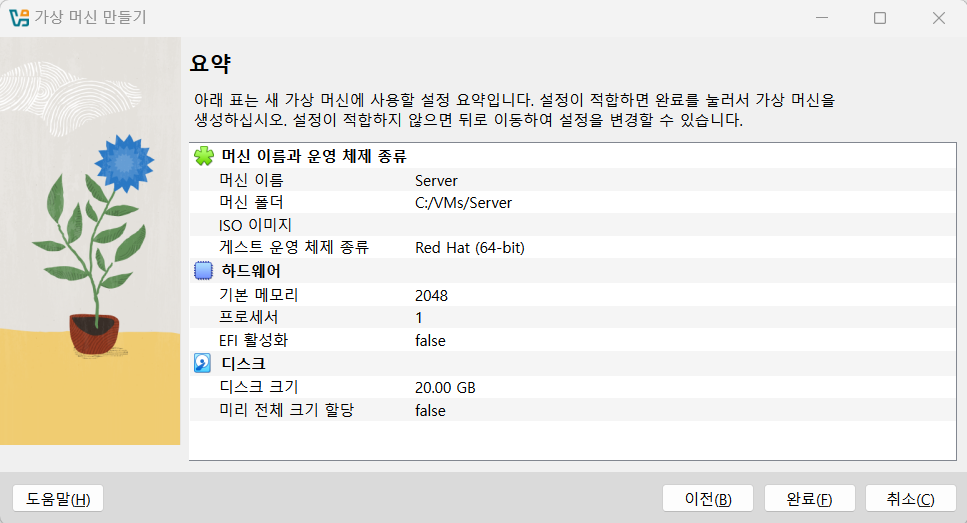 가상 머신 만들기
요약
아래 표는 새 가상 머신에 사용할 설정 요약입니다. 설정이 적합하면 완료를 눌러서 가상 머신을
생성하십시오. 설정이 적합하지 않으면 뒤로 이동하여 설정을 변경할 수 있습니다.
머신 이름과 운영 체제 종류
머신 이름 Server
머신 폴더 C:/VMs/Server
ISO 이미지
게스트 운영 체제 종류 Red Hat (64-bit)
하드웨어
기본 메모리 2048
프로세서 1
EFI 활성화 false
디스크
디스크 크기 20.00 GB
미리 전체 크기 할당 false
도움말(H) 이전(B) 완료(F) 취소(C)